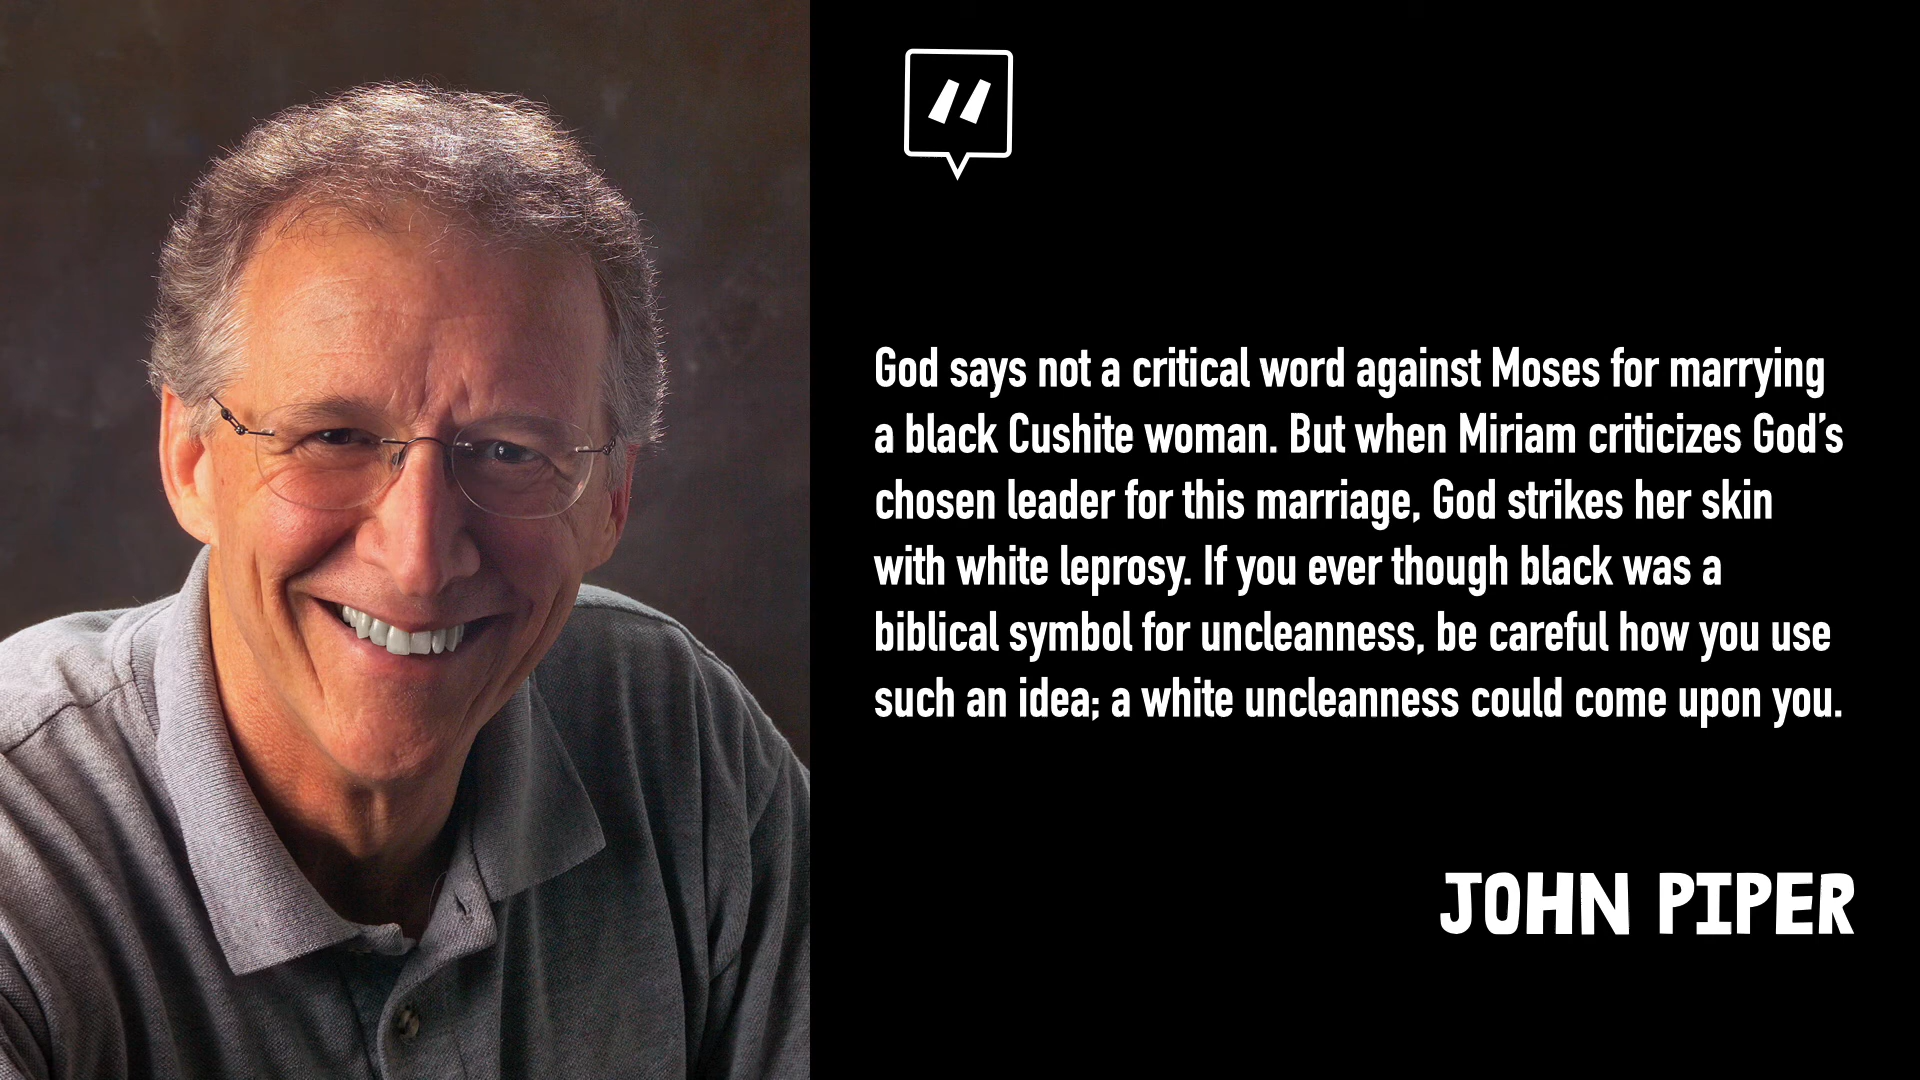 God says not a critical word against Moses for marrying
a black Cushite woman. But when Miriam criticizes God’s
chosen leader for this marriage, God strikes her skin
with white leprosy. If you ever though black was a
biblical symbol for uncleanness, be careful how you use
such an idea; a white uncleanness could come upon you.
JOHN PIPER